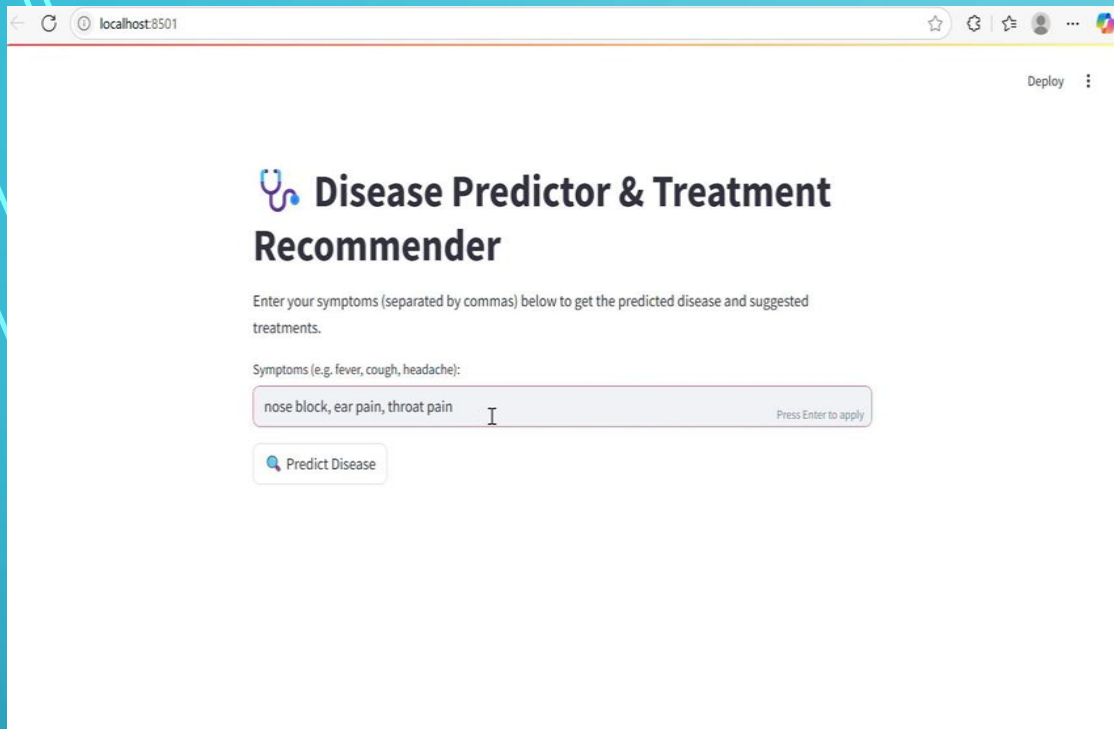 localhost:8501
Deploy
Disease Predictor & Treatment
Recommender
Enter your symptoms (separated by commas) below to get the predicted disease and suggested
treatments.
Symptoms (e.g. fever, cough, headache):
nose block, ear pain, throat pain
Press Enter to apply
Predict Disease